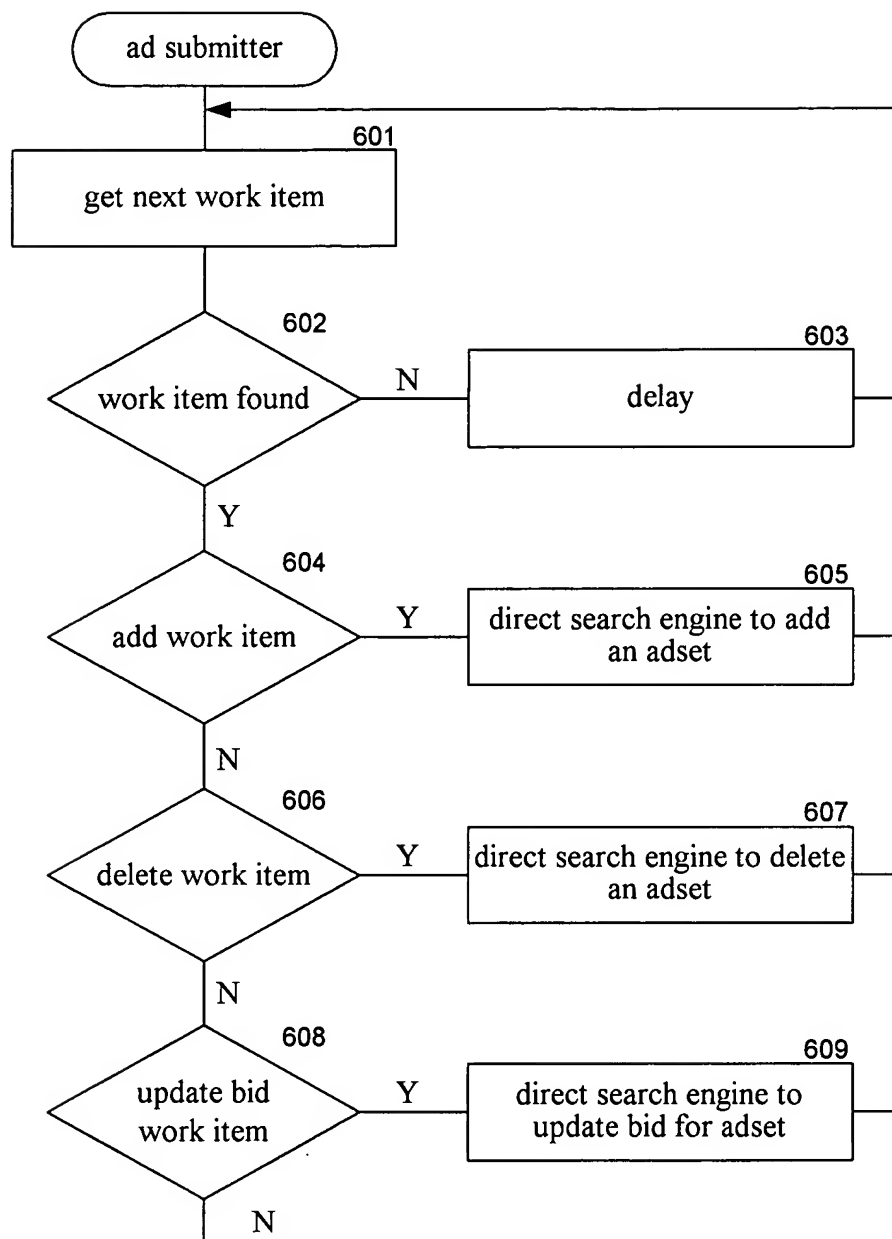 ad submitter
601
get next work item
602
work item found
N
603
delay
Y
604
add work item
Y
605
direct search engine to add
an adset
N
606
delete work item
Y
607
direct search engine to delete
an adset
N
608
update bid
work item
Y
609
direct search engine to
update bid for adset
N